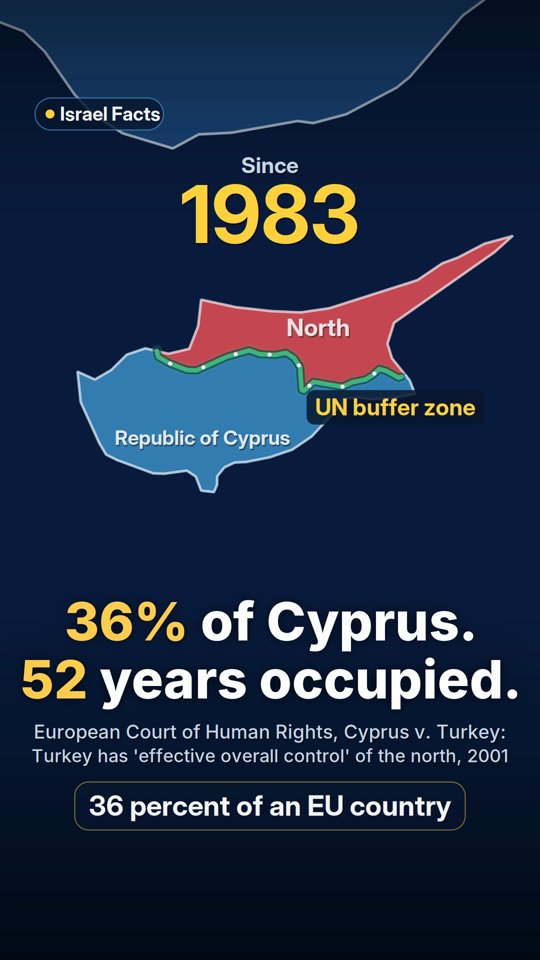 Israel Facts
Since
1983
North
UN buffer zone
Republic of Cyprus
36% of Cyprus.
52 years occupied.
European Court of Human Rights, Cyprus v. Turkey:
Turkey has 'effective overall control' of the north, 2001
36 percent of an EU country